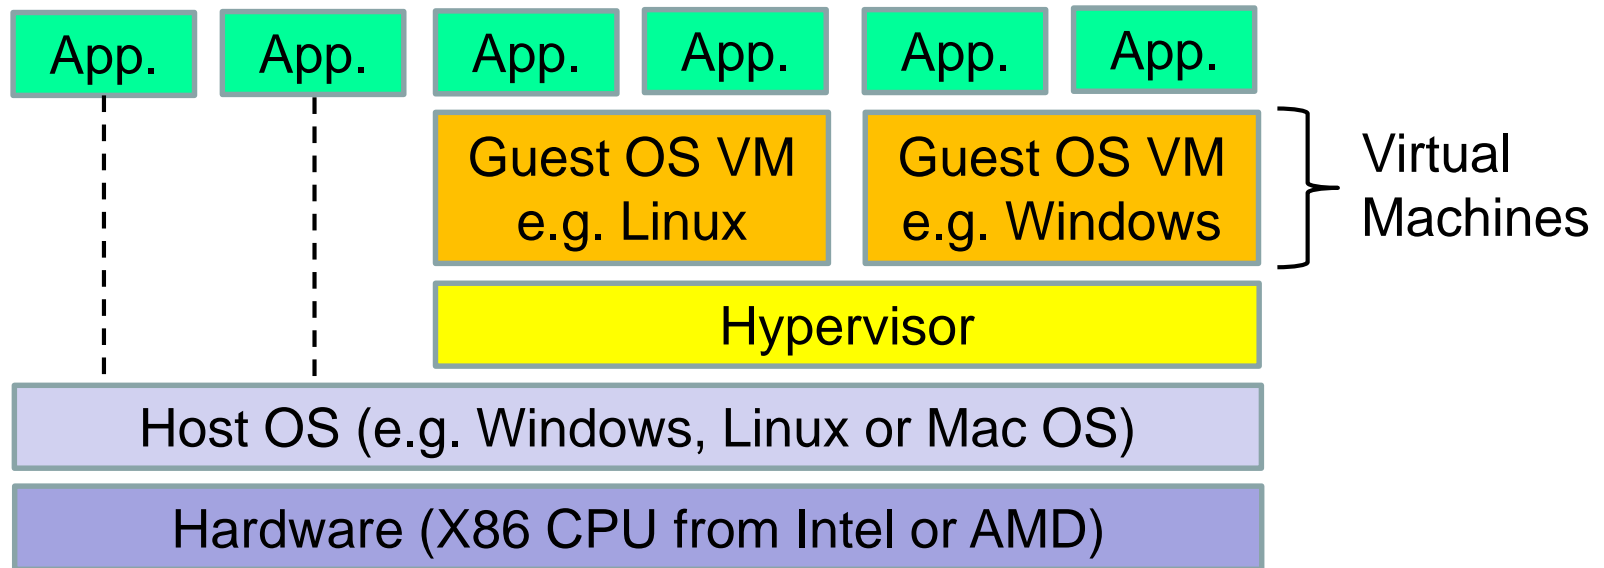 App.
App.
App.
App.
App.
App.
Guest OS VM
e.g. Linux
Guest OS VM
e.g. Windows
Virtual
Machines
Hypervisor
Host OS (e.g. Windows, Linux or Mac OS)
Hardware (X86 CPU from Intel or AMD)